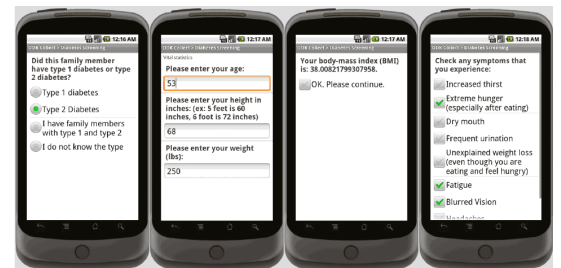 12:16 AM
ODK Collect > Diabetes Screening
Did this family member
have type 1 diabetes or type
2 diabetes?
Type 1 diabetes
Type 2 Diabetes
I have family members
with type 1 and type 2
I do not know the type
12:17 AM
ODK Collect > Diabetes Screening
Vital statistics
Please enter your age:
53
Please enter your height in
inches: (ex: 5 feet is 60
inches, 6 foot is 72 inches)
68
Please enter your weight
(lbs):
250
12:17 AM
ODK Collect > Diabetes Screening
Your body-mass index (BMI)
is: 38.00821799307958.
OK. Please continue.
12:18 AM
ODK Collect > Diabetes Screening
Check any symptoms that
you experience:
Increased thirst
Extreme hunger
(especially after eating)
Dry mouth
Frequent urination
Unexplained weight loss
(even though you are
eating and feel hungry)
Fatigue
Blurred Vision
Headaches